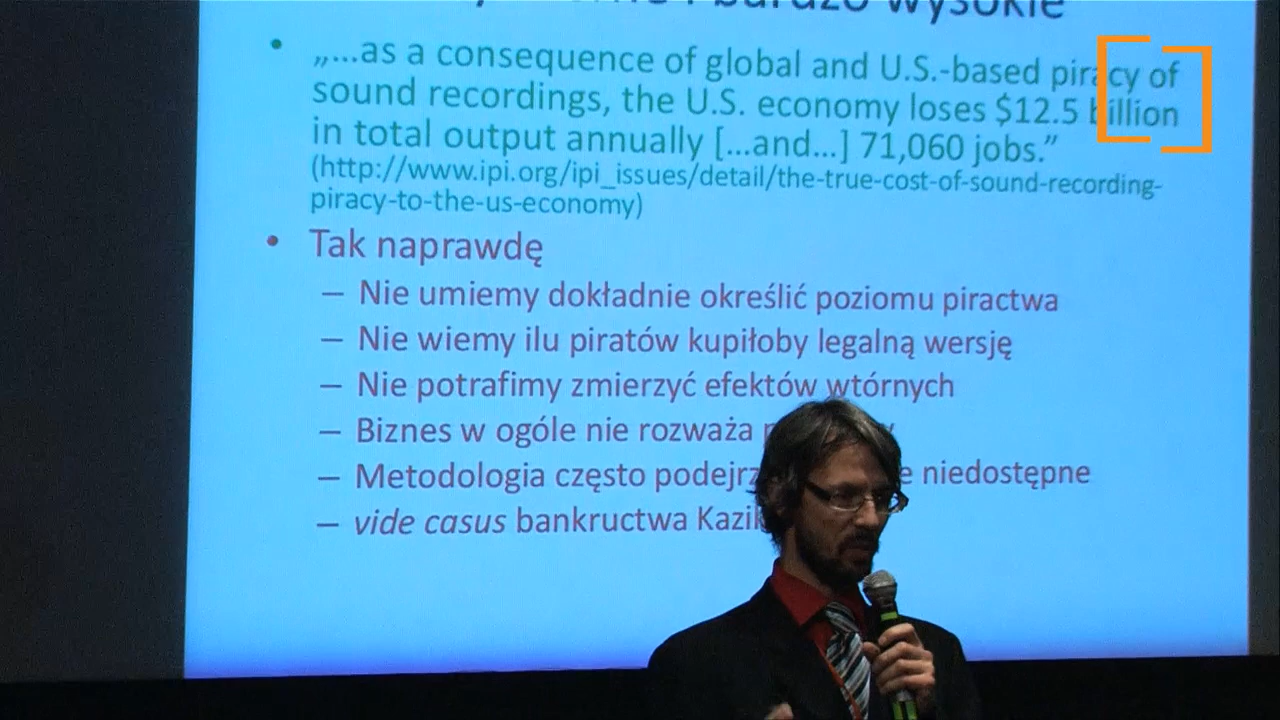 wysokie
• „...as a consequence of global and U.S.-based piracy of
sound recordings, the U.S. economy loses $12.5 billion
in total output annually [...and...] 71,060 jobs.”
(http://www.ipi.org/ipi_issues/detail/the-true-cost-of-sound-recording-
piracy-to-the-us-economy)
• Tak naprawdę
– Nie umiemy dokładnie określić poziomu piractwa
– Nie wiemy ilu piratów kupiłoby legalną wersję
– Nie potrafimy zmierzyć efektów wtórnych
– Biznes w ogóle nie rozważa
– Metodologia często niedostępne
– vide casus bankructwa